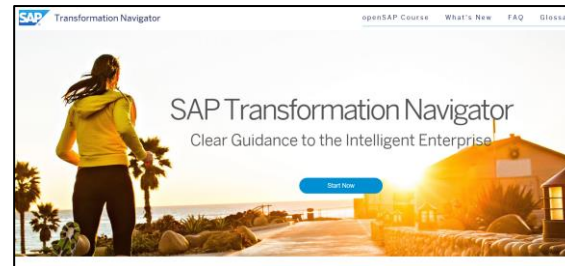 SAP Transformation Navigator openSAP Course What's New FAQ Glossa
SAP Transformation Navigator
Clear Guidance to the Intelligent Enterprise
Start Now